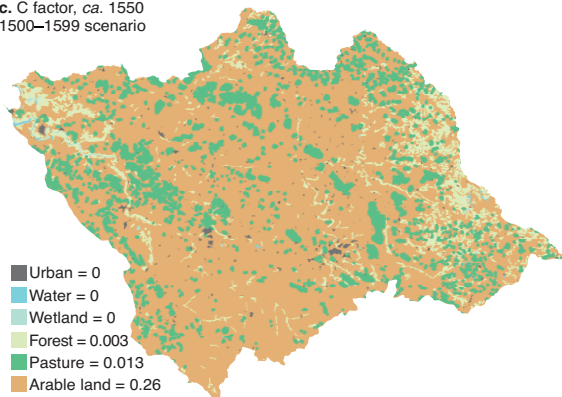 c. C factor, ca. 1550
1500–1599 scenario
Urban = 0
Water = 0
Wetland = 0
Forest = 0.003
Pasture = 0.013
Arable land = 0.26